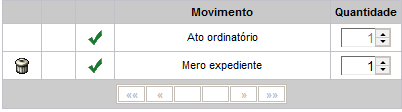 Movimento Quantidade
Ato ordinatório 1
Mero expediente 1
«« « » »»